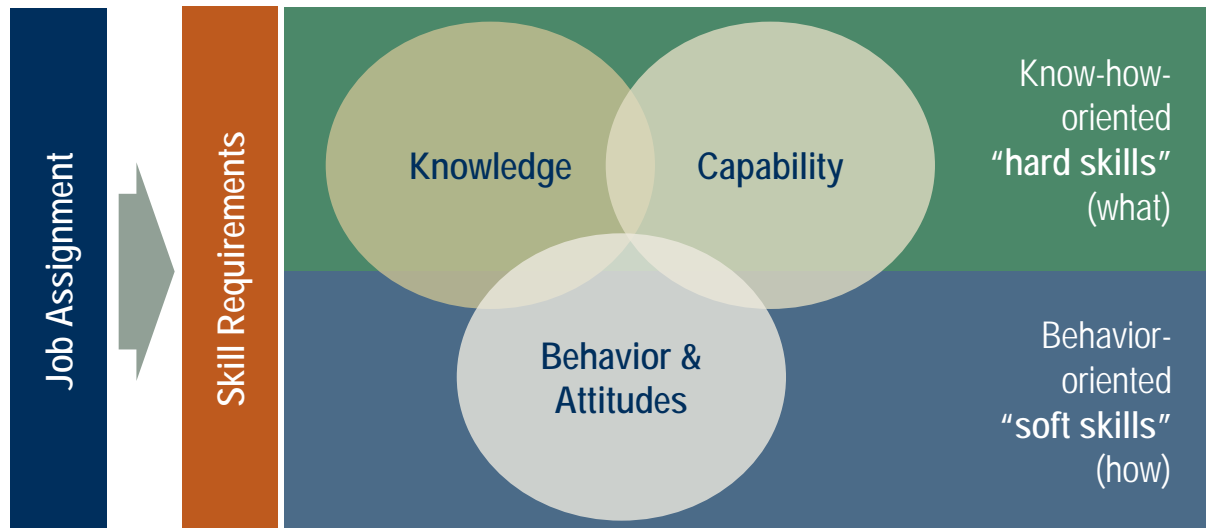 Job Assignment
Skill Requirements
Knowledge
Capability
Behavior &
Attitudes
Know-how-
oriented
“hard skills”
(what)
Behavior-
oriented
“soft skills”
(how)